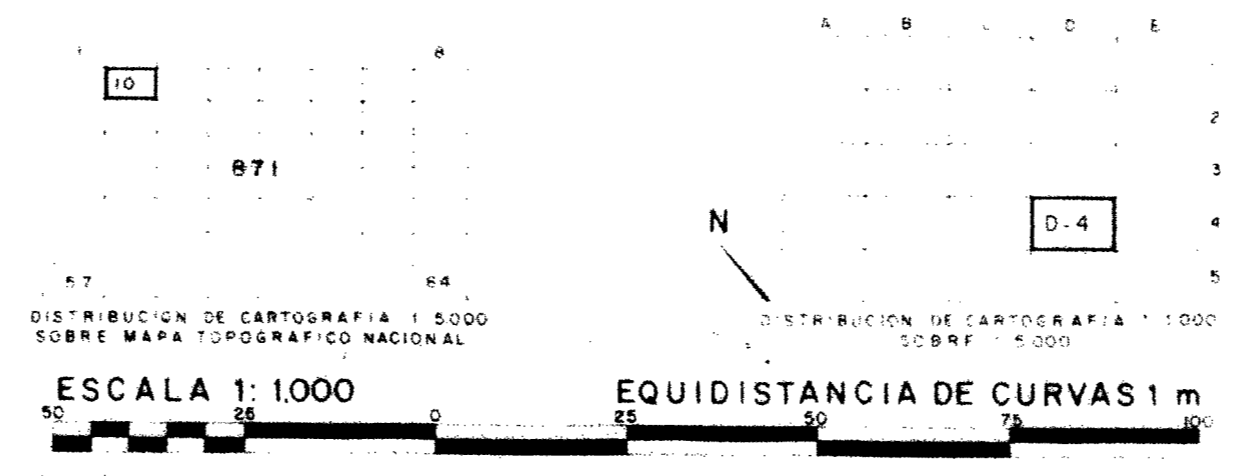 1 8
10
871
57 64
DISTRIBUCION DE CARTOGRAFIA 1:5.000
SOBRE MAPA TOPOGRAFICO NACIONAL
A B C D E
2
3
D-4 4
5
N
DISTRIBUCION DE CARTOGRAFIA 1:1.000
SOBRE 1:5.000
ESCALA 1:1.000
EQUIDISTANCIA DE CURVAS 1 m
50 25 0 25 50 75 100